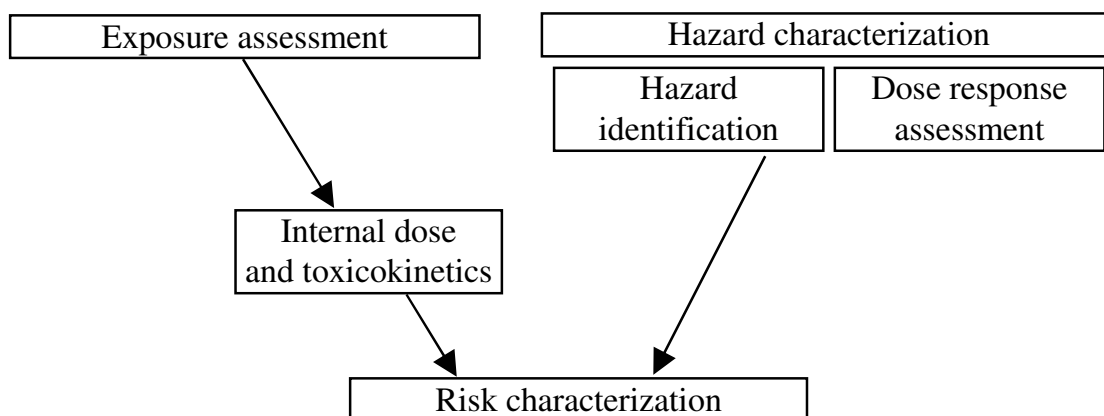 Exposure assessment
Hazard characterization
Hazard
identification
Dose response
assessment
Internal dose
and toxicokinetics
Risk characterization